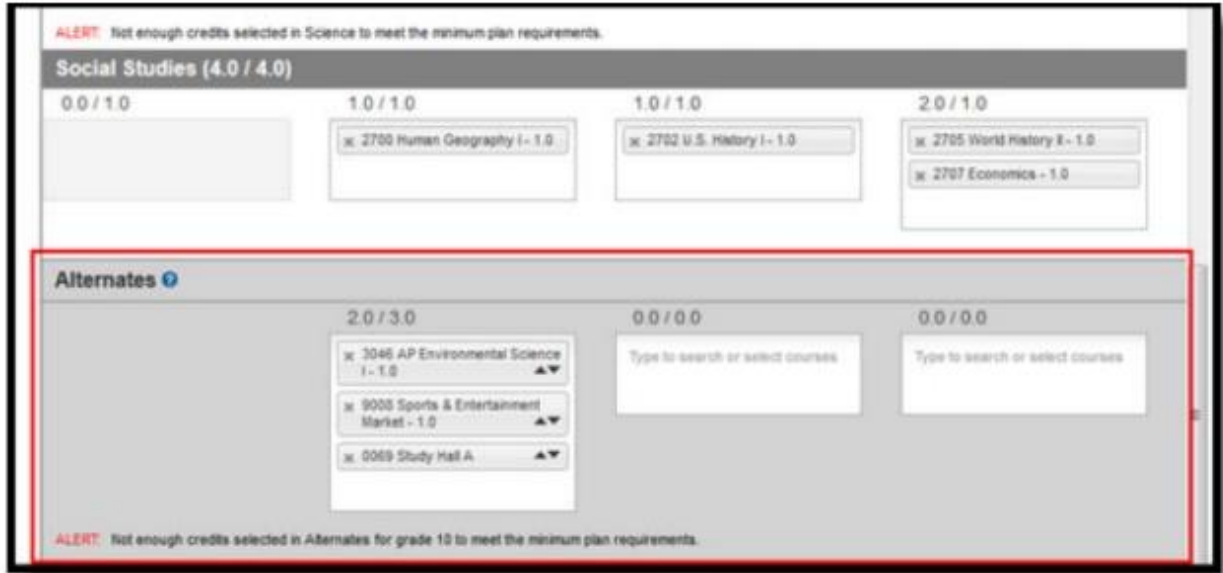 ALERT: Not enough credits selected in Science to meet the minimum plan requirements.
Social Studies (4.0 / 4.0)
0.0 / 1.0 1.0 / 1.0 1.0 / 1.0 2.0 / 1.0
2700 Human Geography I - 1.0 2702 U.S. History I - 1.0 2705 World History II - 1.0
2707 Economics - 1.0
Alternates
2.0 / 3.0 0.0 / 0.0 0.0 / 0.0
3046 AP Environmental Science Type to search or select courses Type to search or select courses
I - 1.0
9008 Sports & Entertainment
Market - 1.0
0069 Study Hall A
ALERT: Not enough credits selected in Alternates for grade 10 to meet the minimum plan requirements.